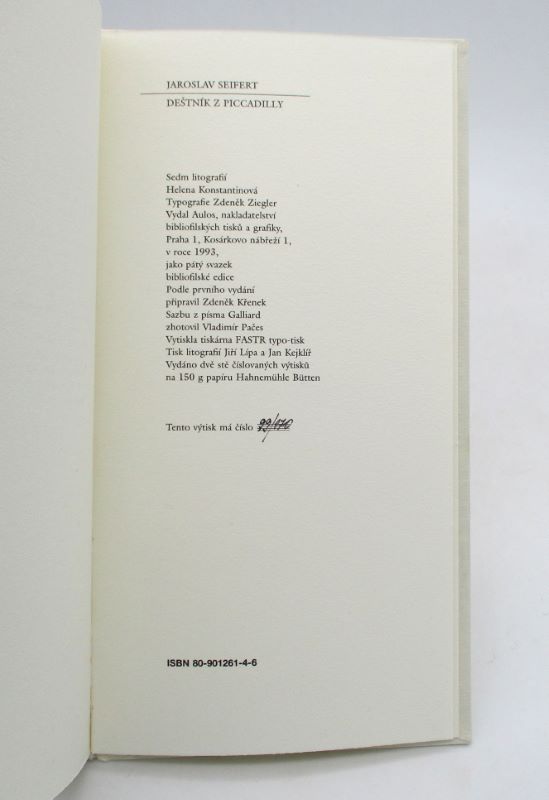 JAROSLAV SEIFERT
DEŠTNÍK Z PICCADILLY
Sedm litografií
Helena Konstantinová
Typografie Zdeněk Ziegler
Vydal Aulos, nakladatelství
bibliofilských tisků a grafiky,
Praha 1, Kosárkovo nábřeží 1,
v roce 1993,
jako pátý svazek
bibliofilské edice
Podle prvního vydání
připravil Zdeněk Křenek
Sazbu z písma Galliard
zhotovil Vladimír Pačes
Vytiskla tiskárna FASTR typo-tisk
Tisk litografií Jiří Lípa a Jan Kejklíř
Vydáno dvě stě číslovaných výtisků
na 150 g papíru Hahnemühle Bütten
Tento výtisk má číslo
ISBN 80-901261-4-6